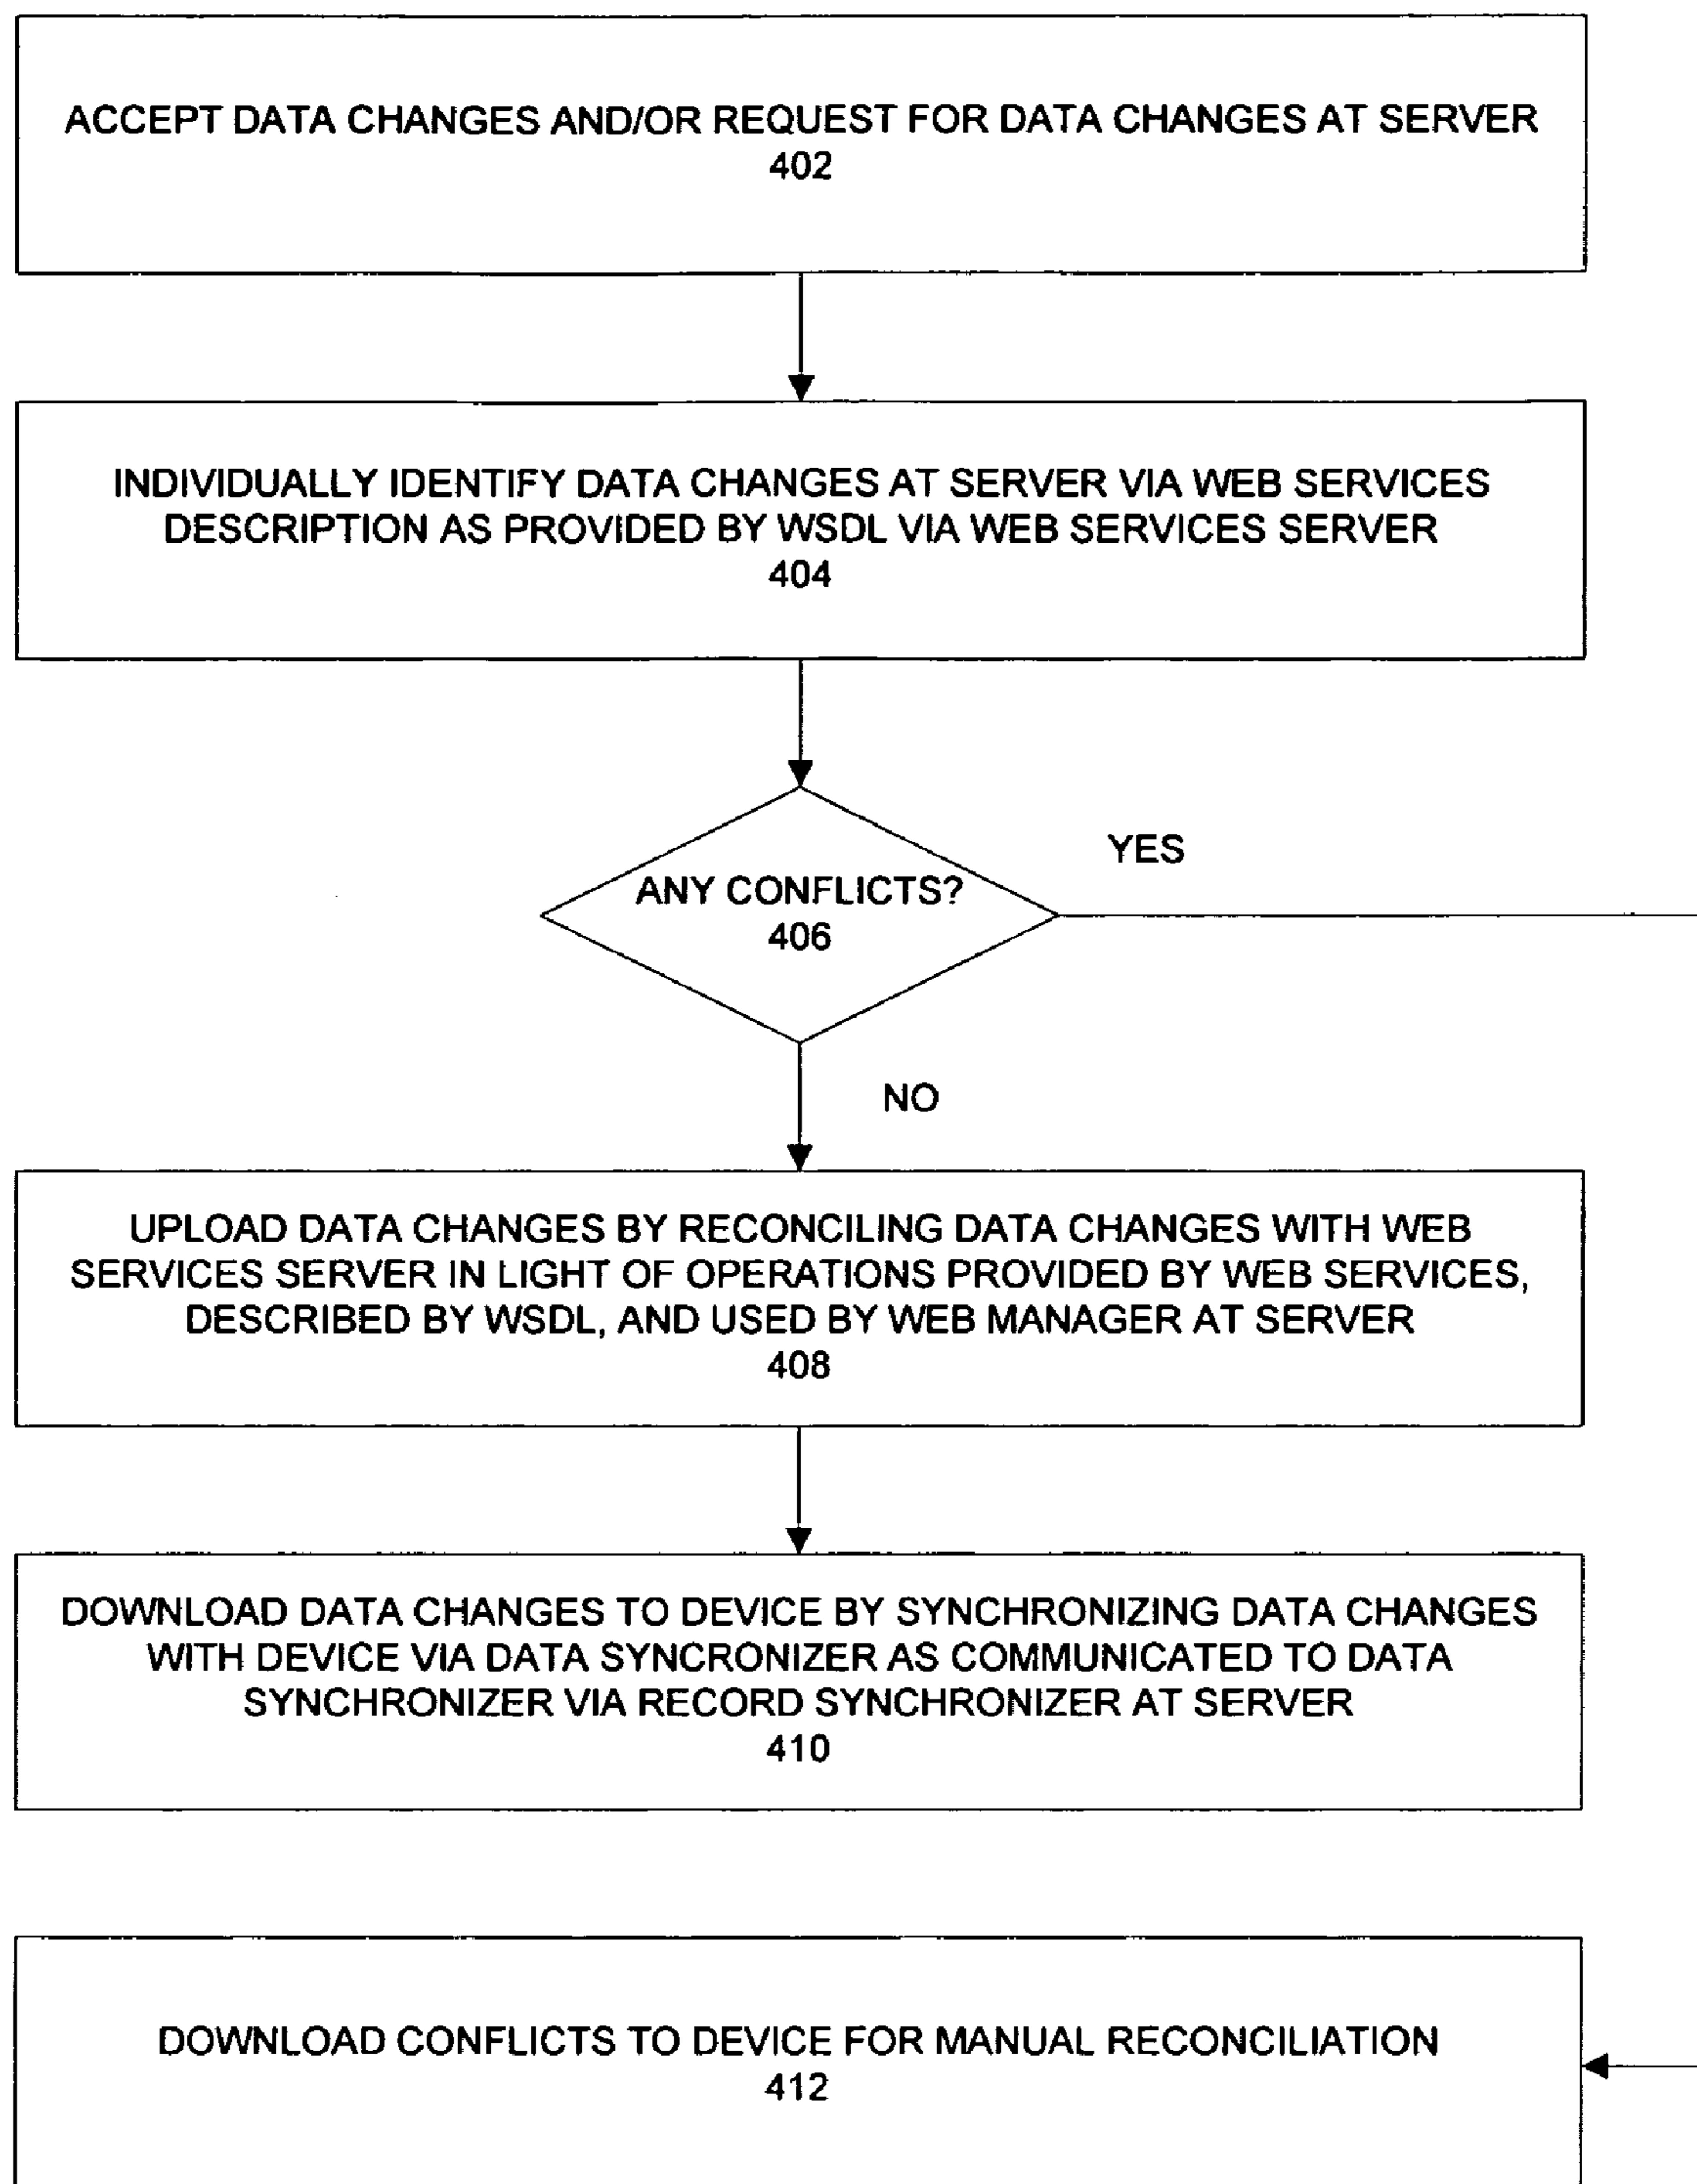 ACCEPT DATA CHANGES AND/OR REQUEST FOR DATA CHANGES AT SERVER
402
INDIVIDUALLY IDENTIFY DATA CHANGES AT SERVER VIA WEB SERVICES
DESCRIPTION AS PROVIDED BY WSDL VIA WEB SERVICES SERVER
404
YES
ANY CONFLICTS?
406
NO
UPLOAD DATA CHANGES BY RECONCILING DATA CHANGES WITH WEB
SERVICES SERVER IN LIGHT OF OPERATIONS PROVIDED BY WEB SERVICES,
DESCRIBED BY WSDL, AND USED BY WEB MANAGER AT SERVER
408
DOWNLOAD DATA CHANGES TO DEVICE BY SYNCHRONIZING DATA CHANGES
WITH DEVICE VIA DATA SYNCRONIZER AS COMMUNICATED TO DATA
SYNCHRONIZER VIA RECORD SYNCHRONIZER AT SERVER
410
DOWNLOAD CONFLICTS TO DEVICE FOR MANUAL RECONCILIATION
412